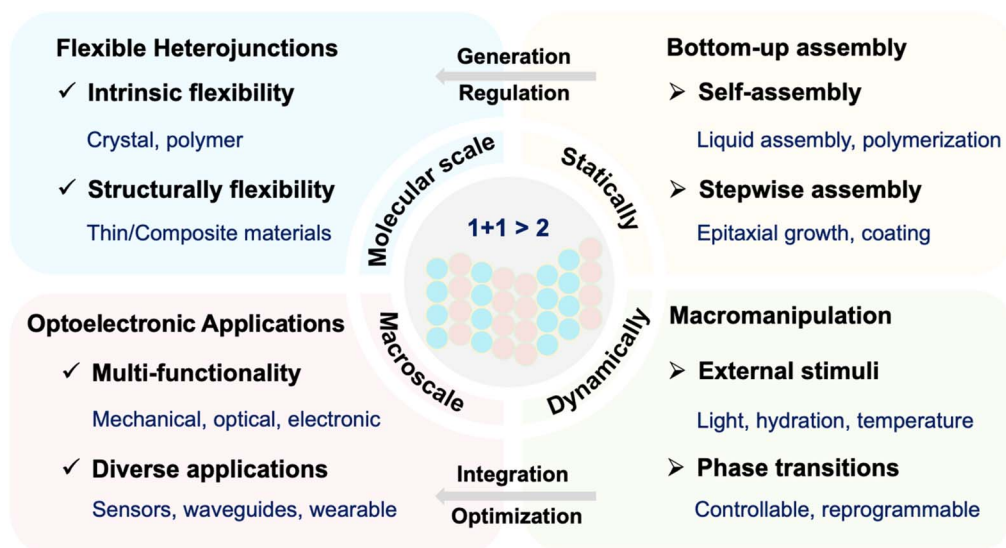 Flexible Heterojunctions
✓ Intrinsic flexibility
Crystal, polymer
✓ Structurally flexibility
Thin/Composite materials
Generation
Regulation
Bottom-up assembly
➢ Self-assembly
Liquid assembly, polymerization
➢ Stepwise assembly
Epitaxial growth, coating
Molecular scale
Statically
1+1 > 2
Macroscale
Dynamically
Optoelectronic Applications
✓ Multi-functionality
Mechanical, optical, electronic
✓ Diverse applications
Sensors, waveguides, wearable
Integration
Optimization
Macromanipulation
➢ External stimuli
Light, hydration, temperature
➢ Phase transitions
Controllable, reprogrammable